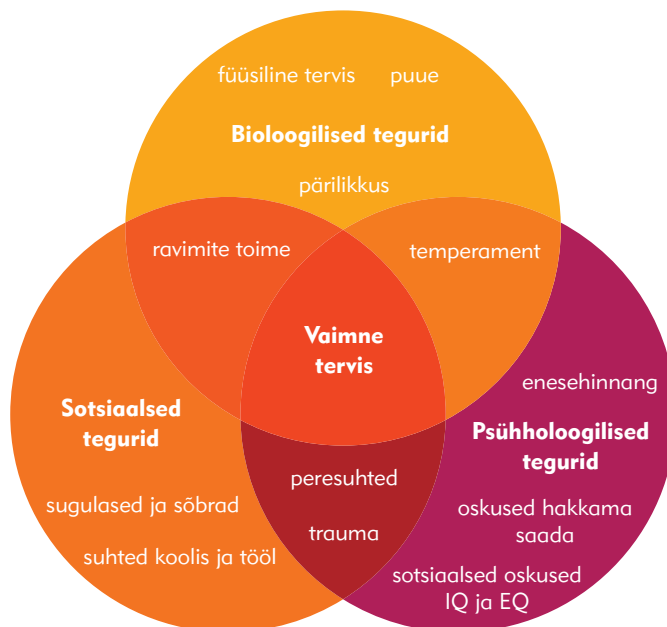 füüsiline tervis
puue
Bioloogilised tegurid
pärilikkus
ravimite toime
temperament
Vaimne
tervis
enesehinnang
Sotsiaalsed
tegurid
Psühholoogilised
tegurid
peresuhted
trauma
sugulased ja sõbrad
suhted koolis ja tööl
oskused hakkama
saada
sotsiaalsed oskused
IQ ja EQ